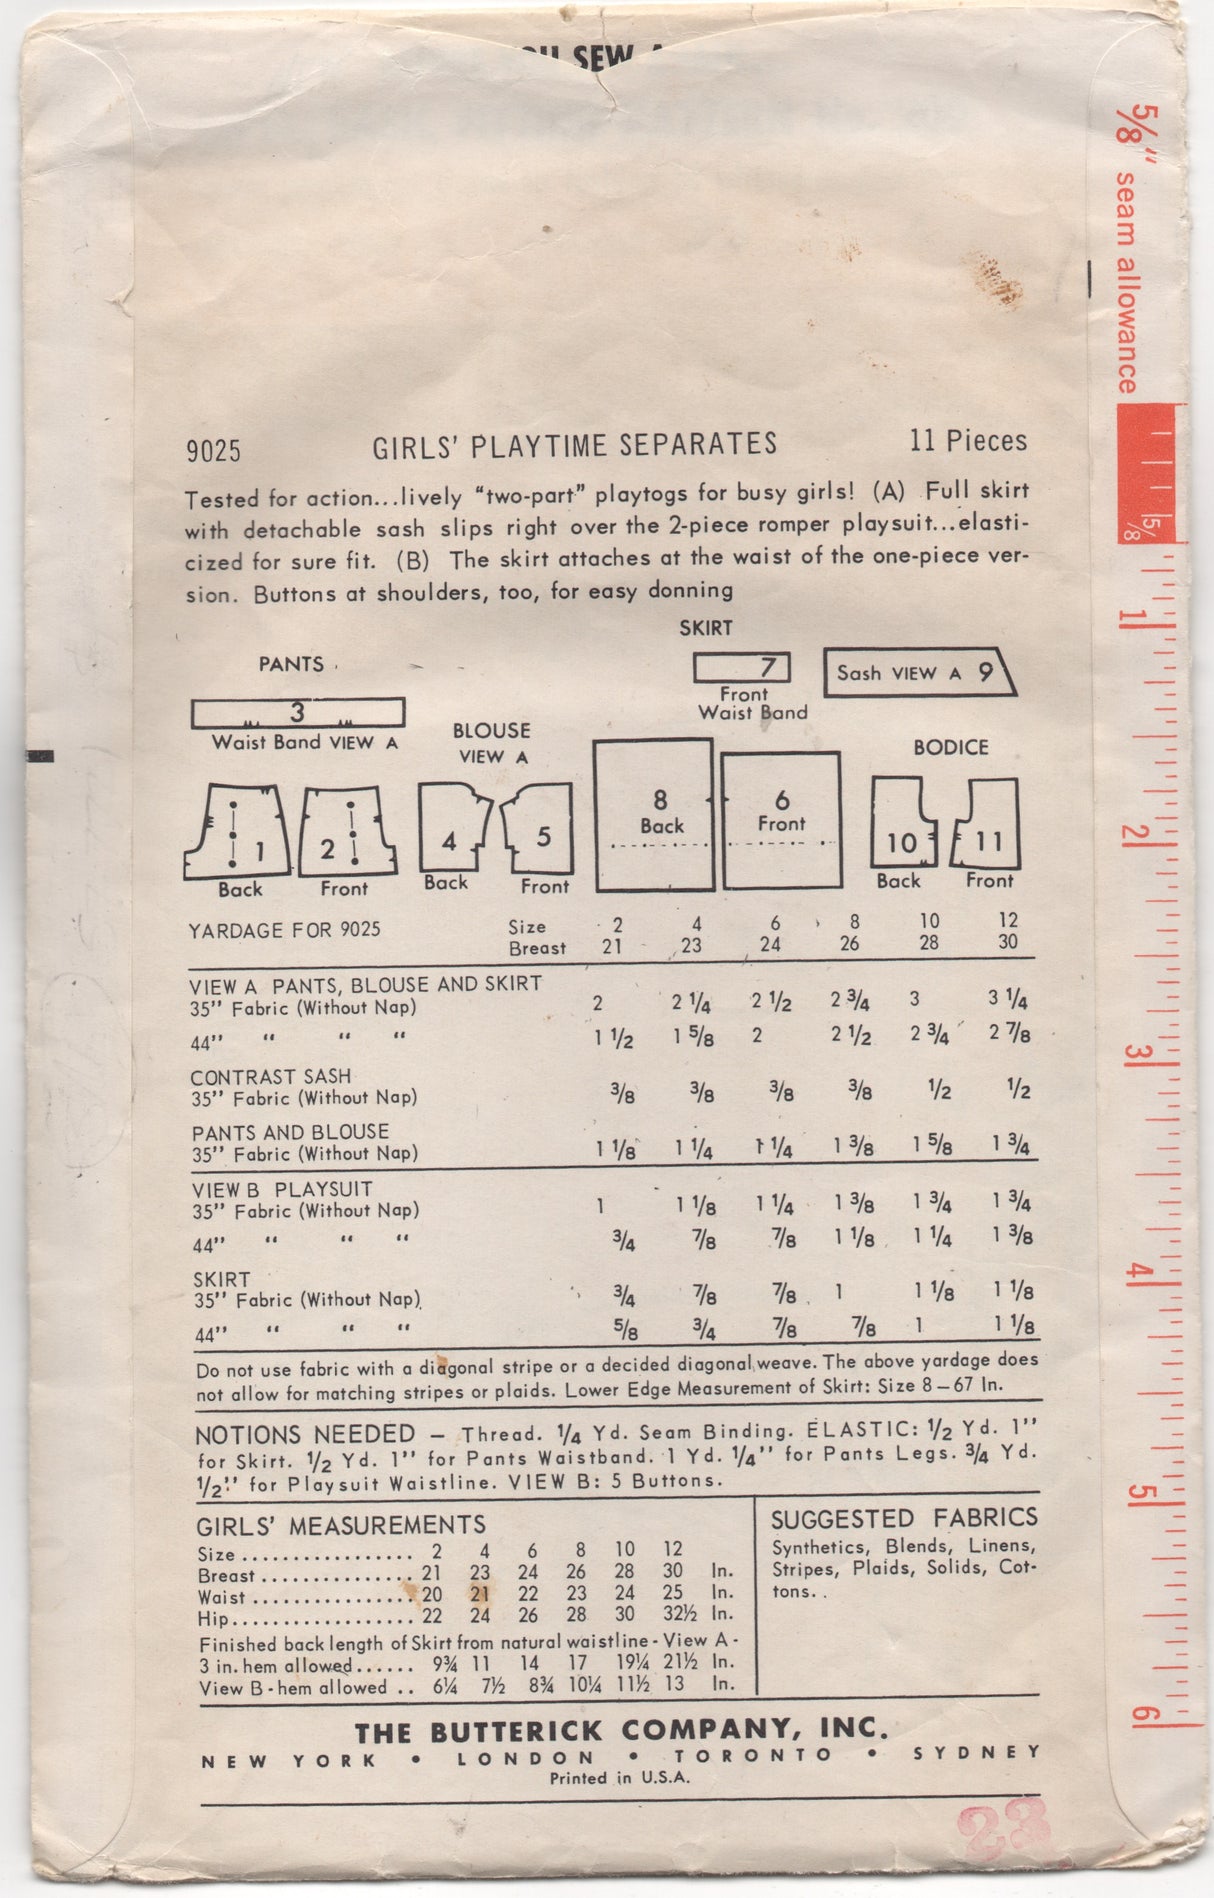 OU SEW A
5/8" seam allowance
5/8
1
2
3
4
5
6
9025 GIRLS' PLAYTIME SEPARATES 11 Pieces
Tested for action...lively "two-part" playtogs for busy girls! (A) Full skirt
with detachable sash slips right over the 2-piece romper playsuit...elasti-
cized for sure fit. (B) The skirt attaches at the waist of the one-piece ver-
sion. Buttons at shoulders, too, for easy donning
SKIRT
PANTS
7
Sash VIEW A 9
Front
Waist Band
3
Waist Band VIEW A
BLOUSE
VIEW A
BODICE
1 2 4 5 8 Back 6 Front 10 11
Back Front Back Front Back Front
YARDAGE FOR 9025 Size 2 4 6 8 10 12
Breast 21 23 24 26 28 30
VIEW A PANTS, BLOUSE AND SKIRT
35" Fabric (Without Nap) 2 2 1/4 2 1/2 2 3/4 3 3 1/4
44" " " " 1 1/2 1 5/8 2 2 1/2 2 3/4 2 7/8
CONTRAST SASH
35" Fabric (Without Nap) 3/8 3/8 3/8 3/8 1/2 1/2
PANTS AND BLOUSE
35" Fabric (Without Nap) 1 1/8 1 1/4 1 1/4 1 3/8 1 5/8 1 3/4
VIEW B PLAYSUIT
35" Fabric (Without Nap) 1 1 1/8 1 1/4 1 3/8 1 3/4 1 3/4
44" " " " 3/4 7/8 7/8 1 1/8 1 1/4 1 3/8
SKIRT
35" Fabric (Without Nap) 3/4 7/8 7/8 1 1 1/8 1 1/8
44" " " " 5/8 3/4 7/8 7/8 1 1 1/8
Do not use fabric with a diagonal stripe or a decided diagonal weave. The above yardage does
not allow for matching stripes or plaids. Lower Edge Measurement of Skirt: Size 8 – 67 In.
NOTIONS NEEDED – Thread. 1/4 Yd. Seam Binding. ELASTIC: 1/2 Yd. 1"
for Skirt. 1/2 Yd. 1" for Pants Waistband. 1 Yd. 1/4" for Pants Legs. 3/4 Yd.
1/2" for Playsuit Waistline. VIEW B: 5 Buttons.
GIRLS' MEASUREMENTS
Size ................. 2 4 6 8 10 12
Breast ............... 21 23 24 26 28 30 In.
Waist ................ 20 21 22 23 24 25 In.
Hip................... 22 24 26 28 30 32½ In.
Finished back length of Skirt from natural waistline - View A -
3 in. hem allowed...... 9¾ 11 14 17 19¼ 21½ In.
View B - hem allowed .. 6¼ 7½ 8¾ 10¼ 11½ 13 In.
SUGGESTED FABRICS
Synthetics, Blends, Linens,
Stripes, Plaids, Solids, Cot-
tons. .
THE BUTTERICK COMPANY, INC.
NEW YORK • LONDON • TORONTO • SYDNEY
Printed in U.S.A.
23